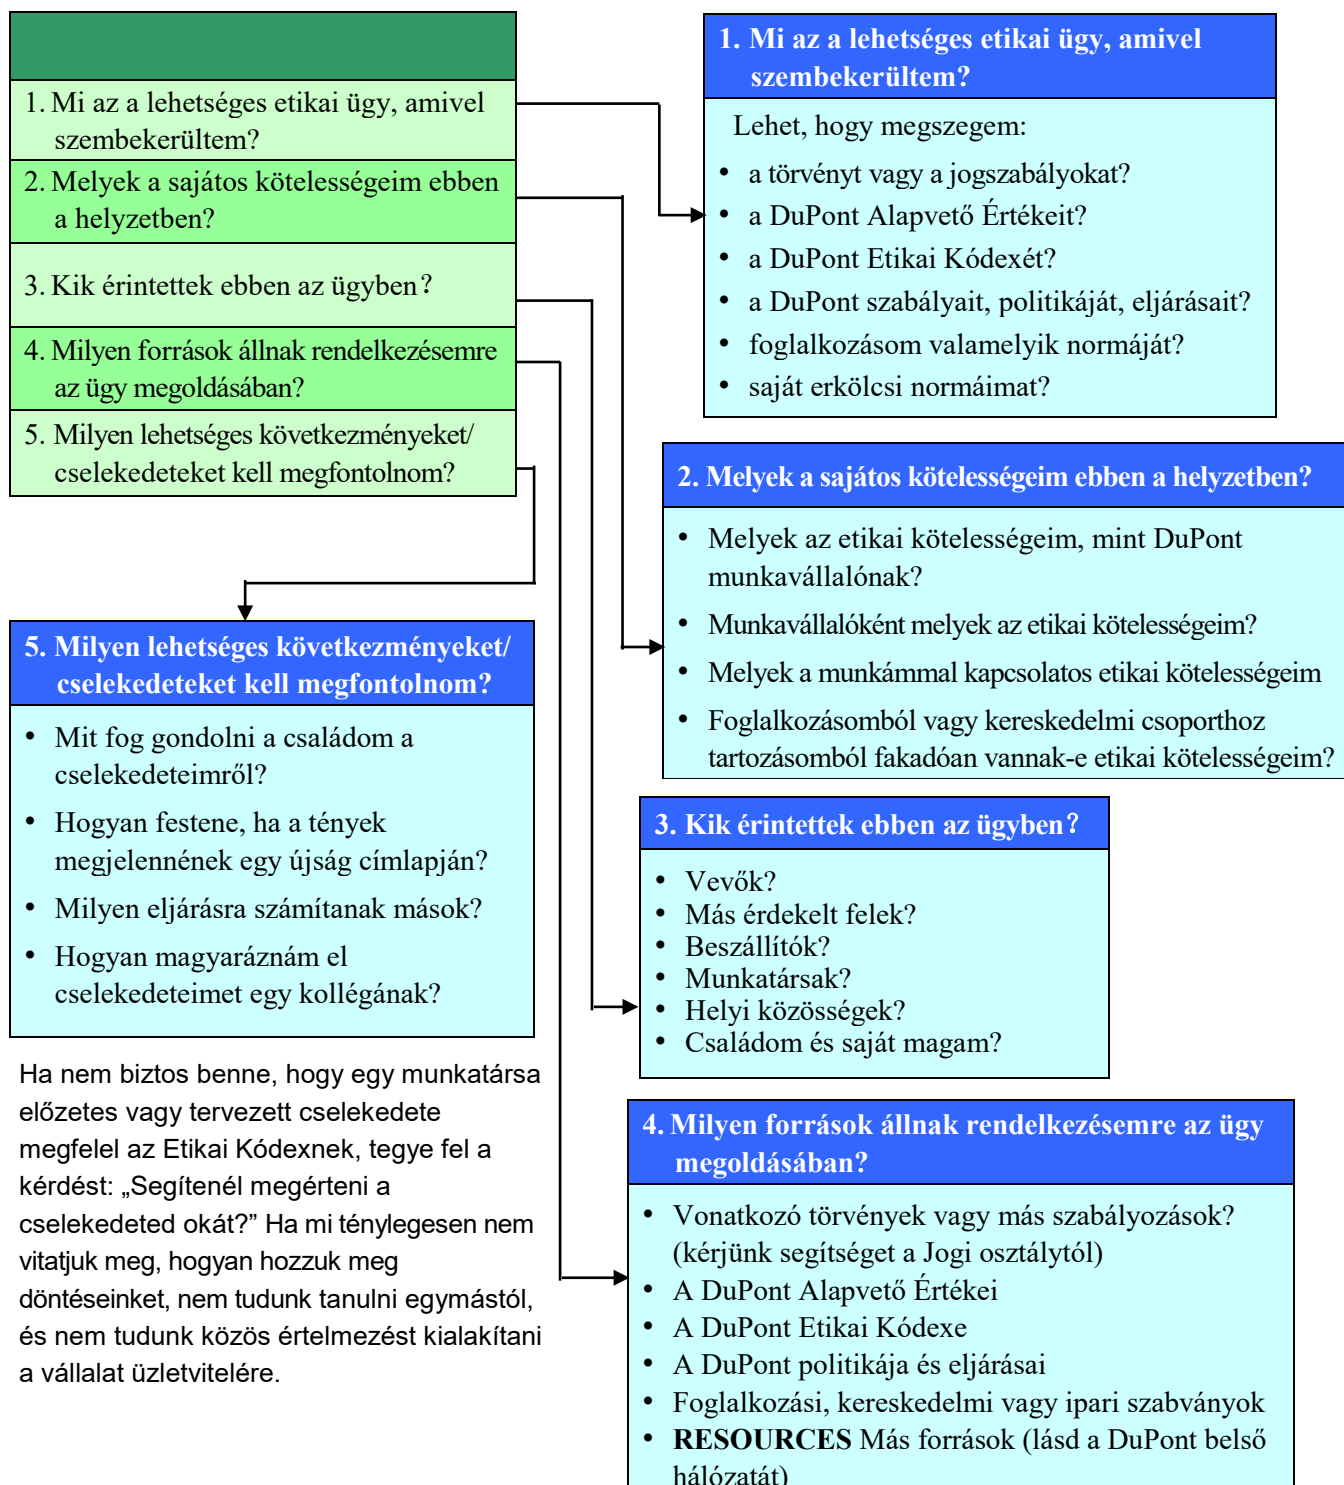 1. Mi az a lehetséges etikai ügy, amivel
szembekerültem?
2. Melyek a sajátos kötelességeim ebben
a helyzetben?
3. Kik érintettek ebben az ügyben?
4. Milyen források állnak rendelkezésemre
az ügy megoldásában?
5. Milyen lehetséges következményeket/
cselekedeteket kell megfontolnom?
1. Mi az a lehetséges etikai ügy, amivel
szembekerültem?
Lehet, hogy megszegem:
• a törvényt vagy a jogszabályokat?
• a DuPont Alapvető Értékeit?
• a DuPont Etikai Kódexét?
• a DuPont szabályait, politikáját, eljárásait?
• foglalkozásom valamelyik normáját?
• saját erkölcsi normáimat?
2. Melyek a sajátos kötelességeim ebben a helyzetben?
• Melyek az etikai kötelességeim, mint DuPont
munkavállalónak?
• Munkavállalóként melyek az etikai kötelességeim?
• Melyek a munkámmal kapcsolatos etikai kötelességeim
• Foglalkozásomból vagy kereskedelmi csoporthoz
tartozásomból fakadóan vannak-e etikai kötelességeim?
3. Kik érintettek ebben az ügyben?
• Vevők?
• Más érdekelt felek?
• Beszállítók?
• Munkatársak?
• Helyi közösségek?
• Családom és saját magam?
4. Milyen források állnak rendelkezésemre az ügy
megoldásában?
• Vonatkozó törvények vagy más szabályozások?
(kérjünk segítséget a Jogi osztálytól)
• A DuPont Alapvető Értékei
• A DuPont Etikai Kódexe
• A DuPont politikája és eljárásai
• Foglalkozási, kereskedelmi vagy ipari szabványok
• RESOURCES Más források (lásd a DuPont belső
hálózatát)
5. Milyen lehetséges következményeket/
cselekedeteket kell megfontolnom?
• Mit fog gondolni a családom a
cselekedeteimről?
• Hogyan festene, ha a tények
megjelennének egy újság címlapján?
• Milyen eljárásra számítanak mások?
• Hogyan magyaráznám el
cselekedeteimet egy kollégának?
Ha nem biztos benne, hogy egy munkatársa
előzetes vagy tervezett cselekedete
megfelel az Etikai Kódexnek, tegye fel a
kérdést: „Segítenél megérteni a
cselekedeted okát?” Ha mi ténylegesen nem
vitatjuk meg, hogyan hozzuk meg
döntéseinket, nem tudunk tanulni egymástól,
és nem tudunk közös értelmezést kialakítani
a vállalat üzletvitelére.